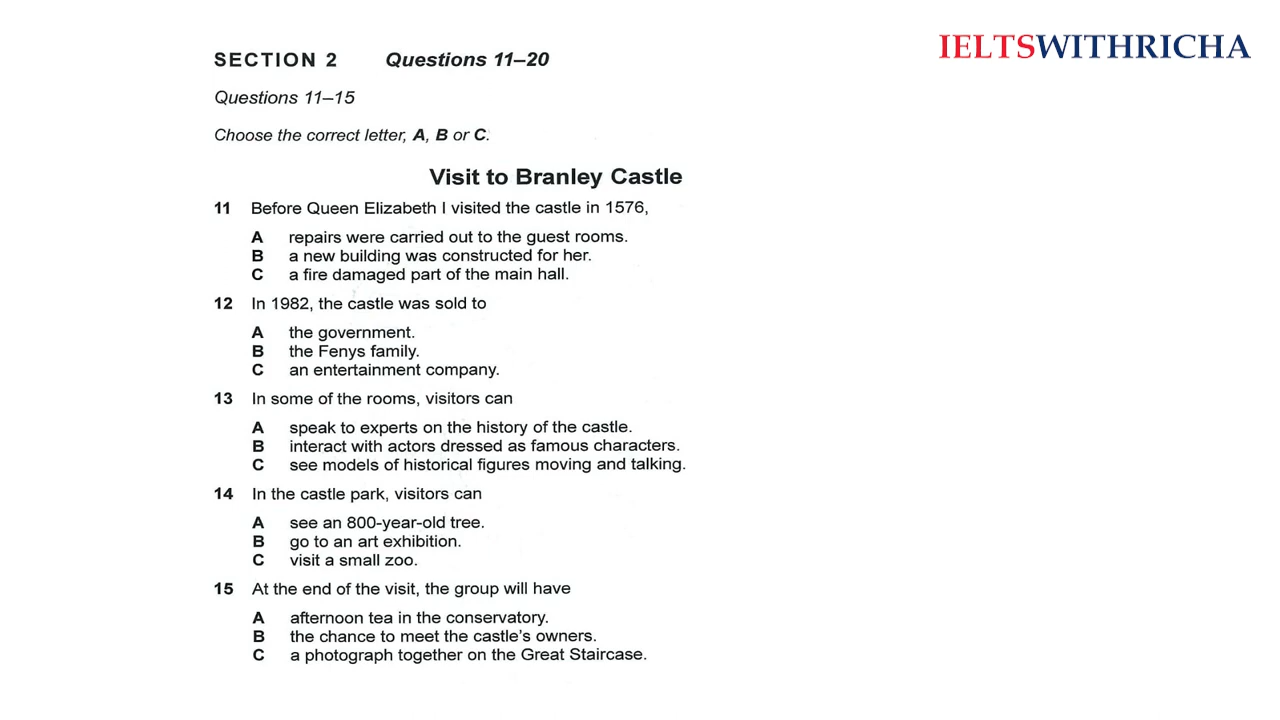 IELTSWITHRICHA
SECTION 2 Questions 11–20
Questions 11–15
Choose the correct letter, A, B or C.
Visit to Branley Castle
11 Before Queen Elizabeth I visited the castle in 1576,
A repairs were carried out to the guest rooms.
B a new building was constructed for her.
C a fire damaged part of the main hall.
12 In 1982, the castle was sold to
A the government.
B the Fenys family.
C an entertainment company.
13 In some of the rooms, visitors can
A speak to experts on the history of the castle.
B interact with actors dressed as famous characters.
C see models of historical figures moving and talking.
14 In the castle park, visitors can
A see an 800-year-old tree.
B go to an art exhibition.
C visit a small zoo.
15 At the end of the visit, the group will have
A afternoon tea in the conservatory.
B the chance to meet the castle's owners.
C a photograph together on the Great Staircase.